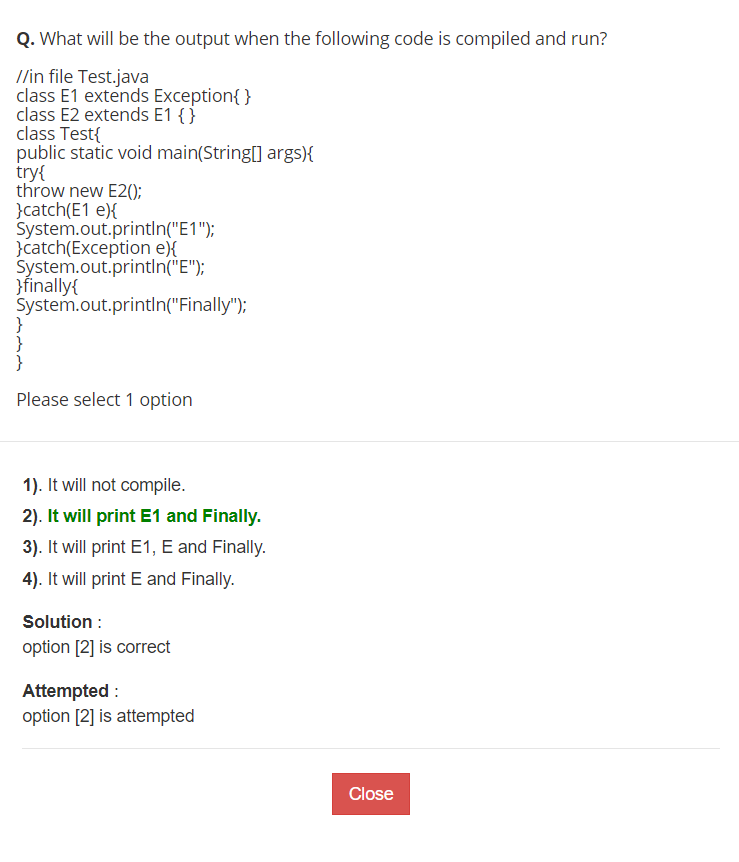 Q. What will be the output when the following code is compiled and run?
//in file Test.java
class E1 extends Exception{ }
class E2 extends E1 { }
class Test{
public static void main(String[] args){
try{
throw new E2();
}catch(E1 e){
System.out.println("E1");
}catch(Exception e){
System.out.println("E");
}finally{
System.out.println("Finally");
}
}
}
Please select 1 option
1). It will not compile.
2). It will print E1 and Finally.
3). It will print E1, E and Finally.
4). It will print E and Finally.
Solution :
option [2] is correct
Attempted :
option [2] is attempted
Close